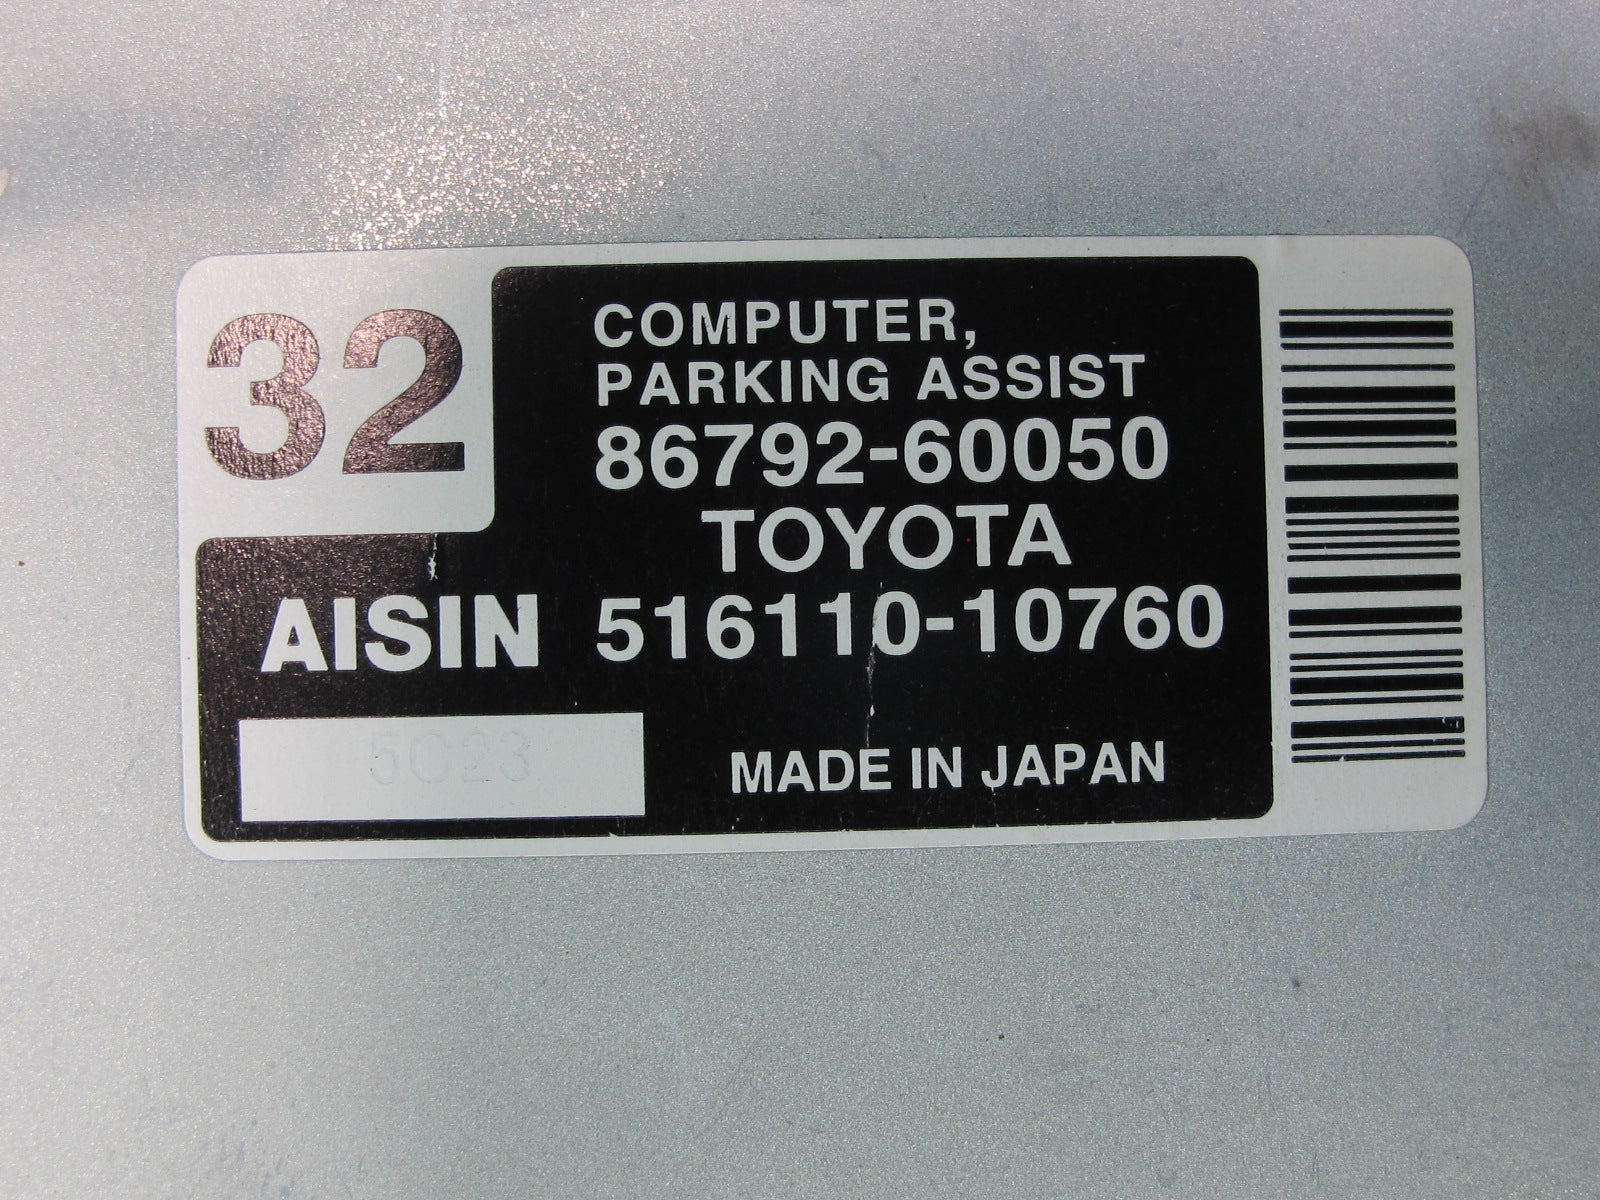 32
COMPUTER,
PARKING ASSIST
86792-60050
TOYOTA
AISIN 516110-10760
5C23
MADE IN JAPAN